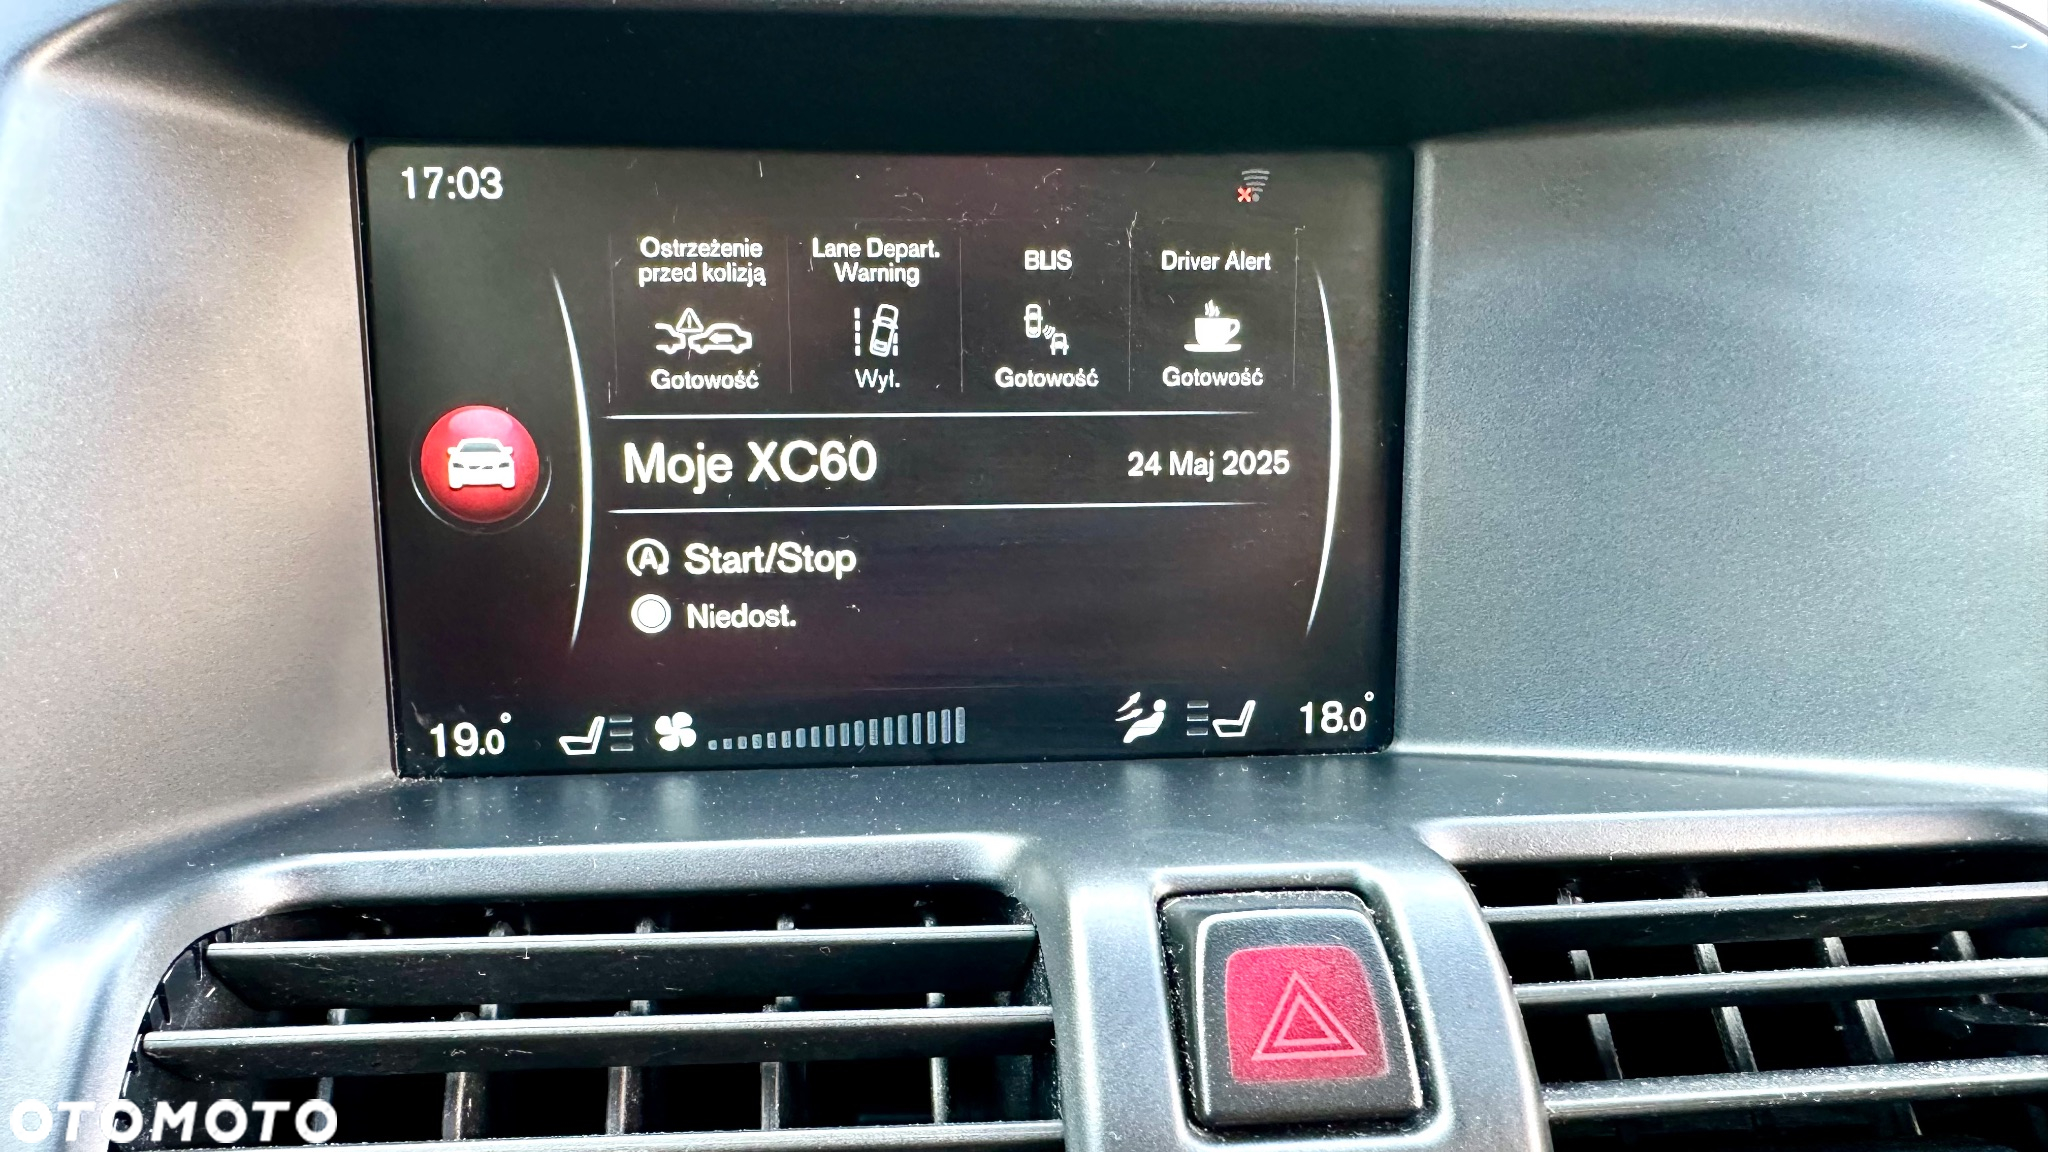 17:03
Ostrzeżenie
przed kolizją
Lane Depart.
Warning
BLIS
Driver Alert
Gotowość
Wył.
Gotowość
Gotowość
Moje XC60
24 Maj 2025
A Start/Stop
Niedost.
19.0°
18.0°
OTOMOTO